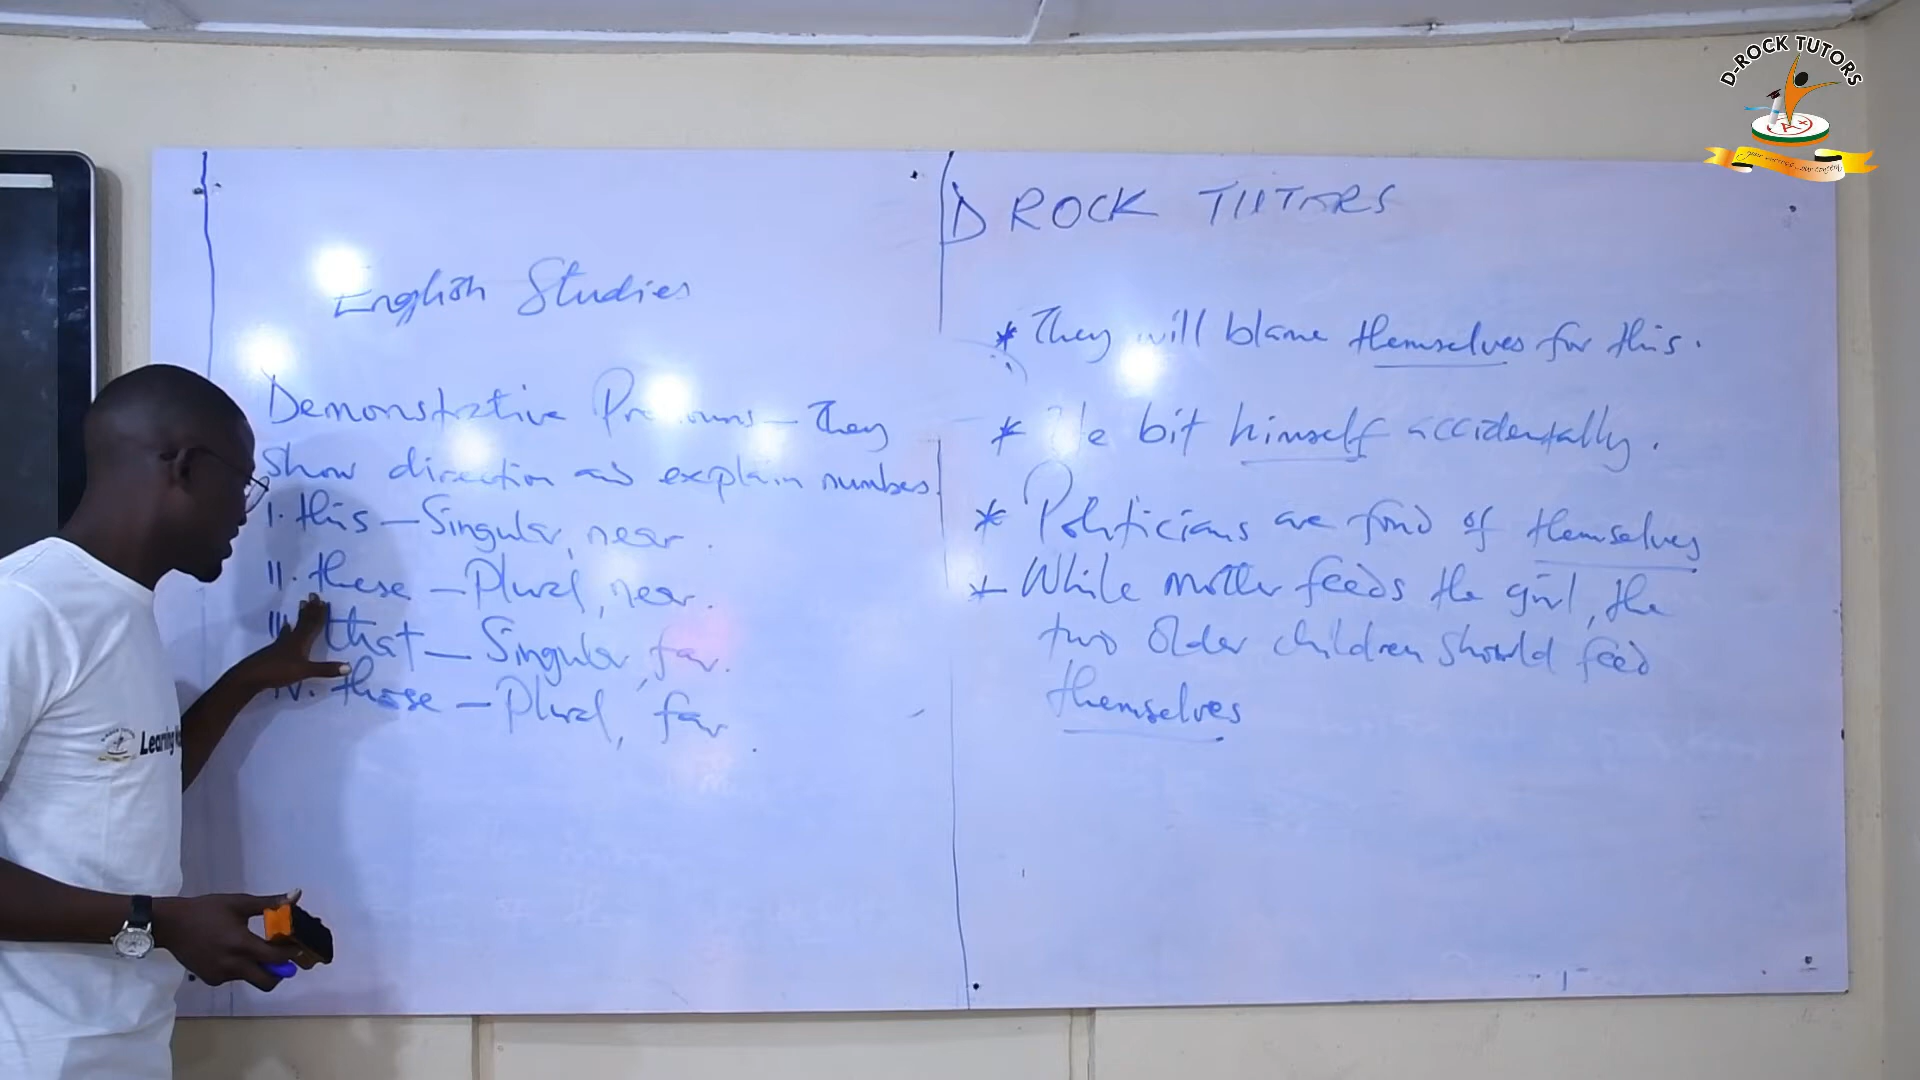 D-ROCK TUTORS
A+
English Studies
Demonstrative Pronouns - They
Show direction and explain numbers.
I. this - Singular, near.
II. these - Plural, near.
III. that - Singular, far.
IV. those - Plural, far.
D ROCK TUTORS
* They will blame themselves for this.
* He bit himself accidentally.
* Politicians are fond of themselves
* While mother feeds the girl, the
two older children should feed
themselves
Learning